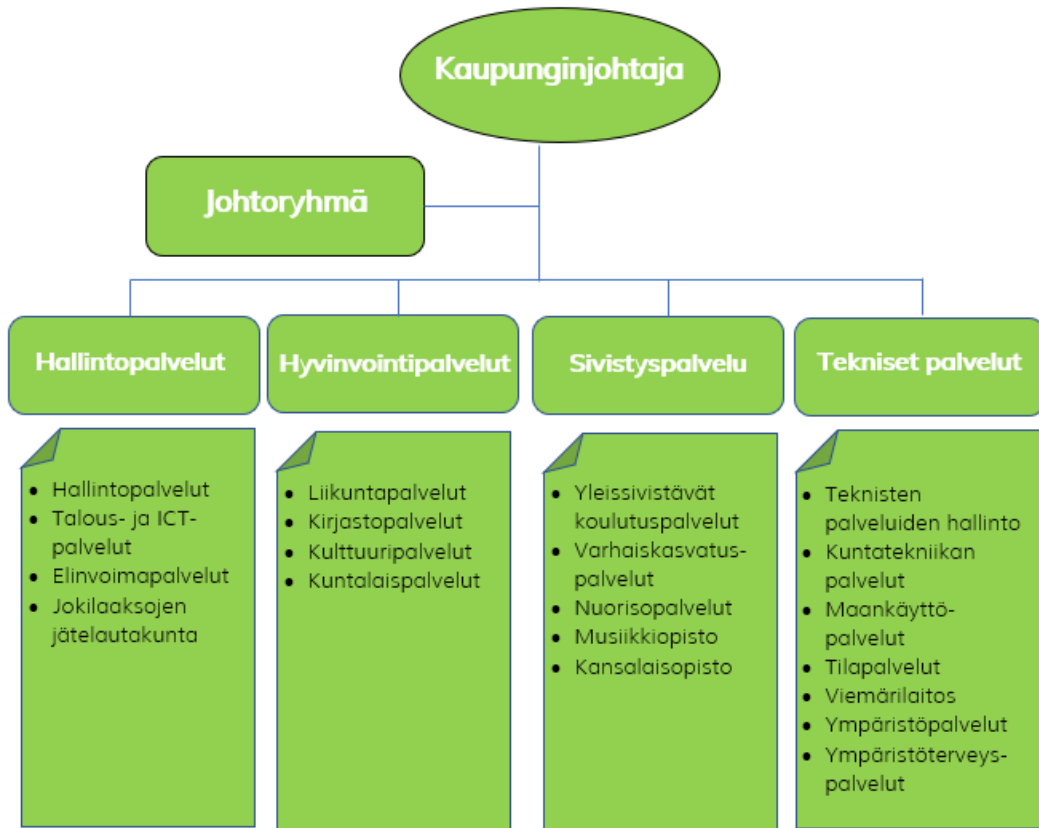 Kaupunginjohtaja
Johtoryhmä
Hallintopalvelut
Hyvinvointipalvelut
Sivistyspalvelu
Tekniset palvelut
• Hallintopalvelut
• Talous- ja ICT-
palvelut
• Elinvoimapalvelut
• Jokilaaksojen
jätelautakunta
• Liikuntapalvelut
• Kirjastopalvelut
• Kulttuuripalvelut
• Kuntalaispalvelut
• Yleissivistävät
koulutuspalvelut
• Varhaiskasvatus-
palvelut
• Nuorisopalvelut
• Musiikkiopisto
• Kansalaisopisto
• Teknisten
palveluiden hallinto
• Kuntatekniikan
palvelut
• Maankäyttö-
palvelut
• Tilapalvelut
• Viemärilaitos
• Ympäristöpalvelut
• Ympäristöterveys-
palvelut